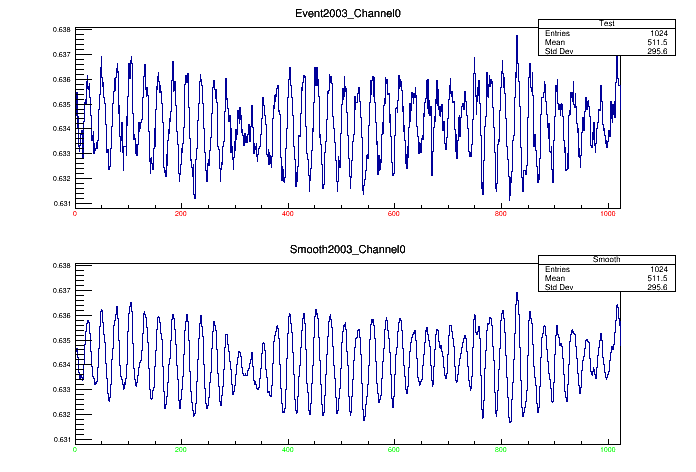 Event2003_Channel0
Test
Entries 1024
Mean 511.5
Std Dev 295.6
0.638
0.637
0.636
0.635
0.634
0.633
0.632
0.631
0 200 400 600 800 1000
Smooth2003_Channel0
Smooth
Entries 1024
Mean 511.5
Std Dev 295.6
0.638
0.637
0.636
0.635
0.634
0.633
0.632
0.631
0 200 400 600 800 1000